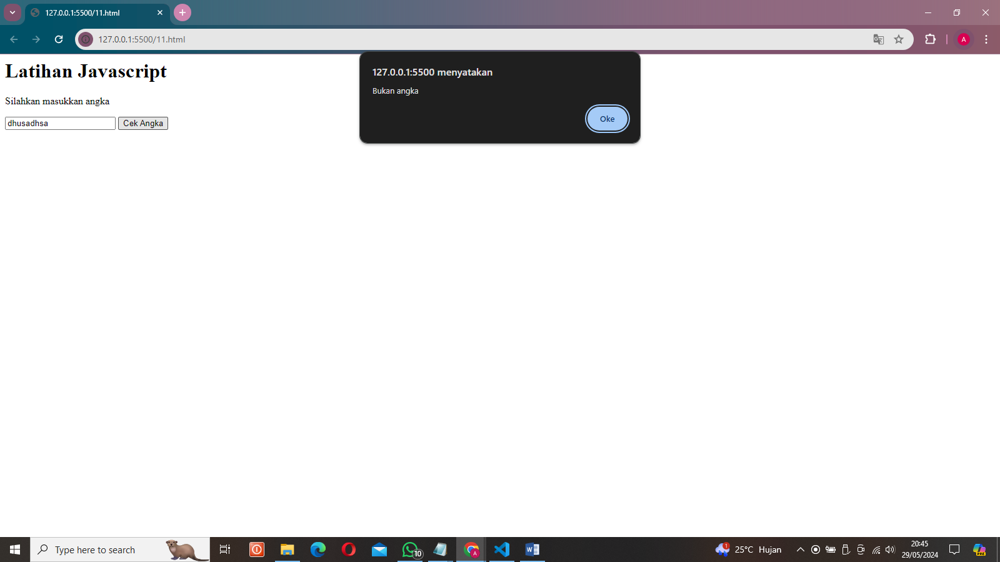 127.0.0.1:5500/11.html
127.0.0.1:5500/11.html
A
Latihan Javascript
Silahkan masukkan angka
dhusadhsa
Cek Angka
127.0.0.1:5500 menyatakan
Bukan angka
Oke
Type here to search
10
A
W
1
25°C Hujan
20:45
29/05/2024
PRE